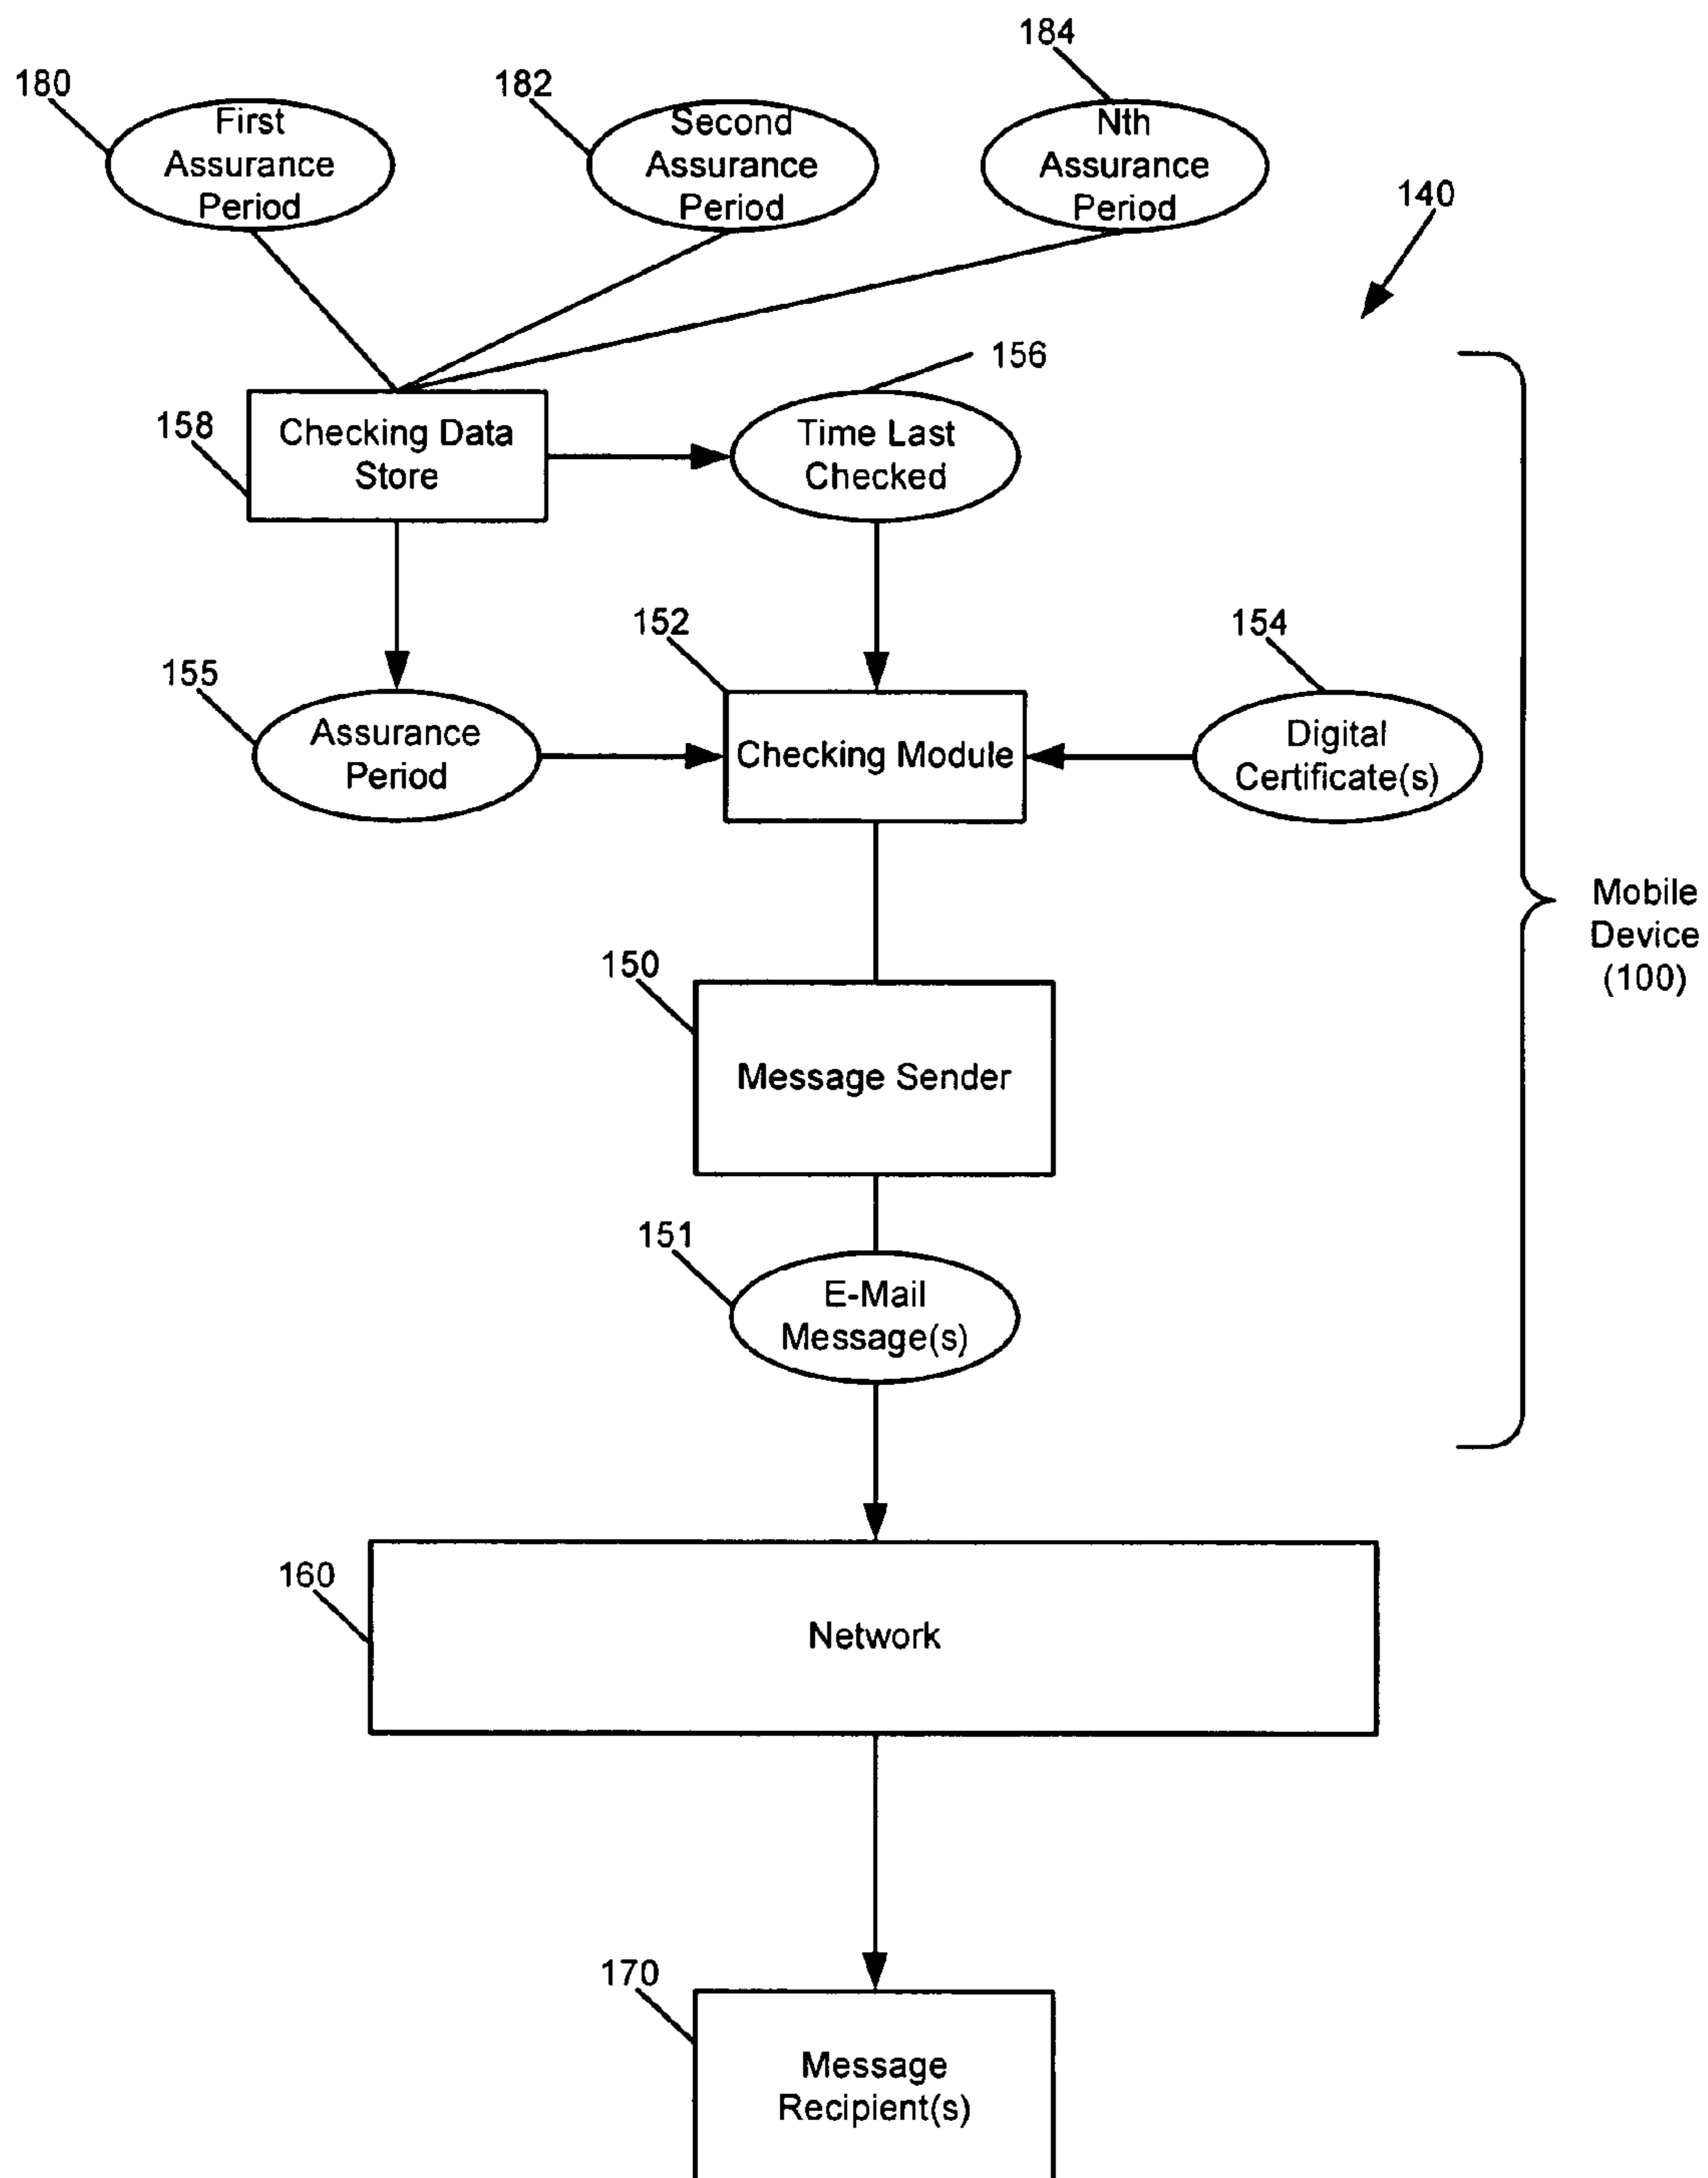 184
180
182
First
Assurance
Period
Second
Assurance
Period
Nth
Assurance
Period
140
156
158
Checking Data
Store
Time Last
Checked
152
154
155
Assurance
Period
Checking Module
Digital
Certificate(s)
Mobile
Device
(100)
150
Message Sender
151
E-Mail
Message(s)
160
Network
170
Message
Recipient(s)